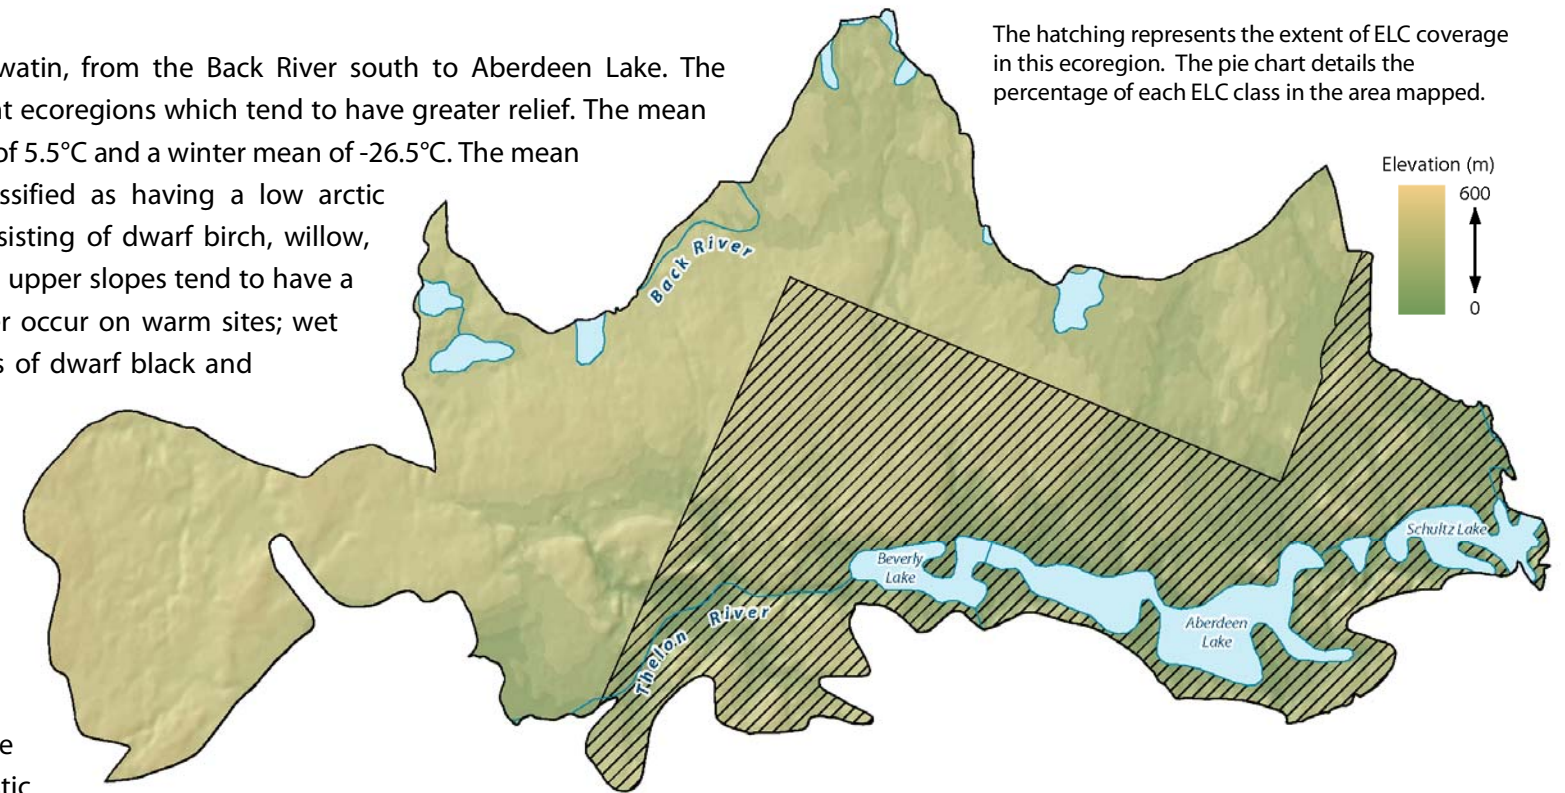 watin, from the Back River south to Aberdeen Lake. The
t ecoregions which tend to have greater relief. The mean
of 5.5°C and a winter mean of -26.5°C. The mean
ssified as having a low arctic
sisting of dwarf birch, willow,
upper slopes tend to have a
r occur on warm sites; wet
s of dwarf black and
e
tic
The hatching represents the extent of ELC coverage
in this ecoregion. The pie chart details the
percentage of each ELC class in the area mapped.
Elevation (m)
600
0
Back River
Thelon River
Beverly
Lake
Aberdeen
Lake
Schultz Lake